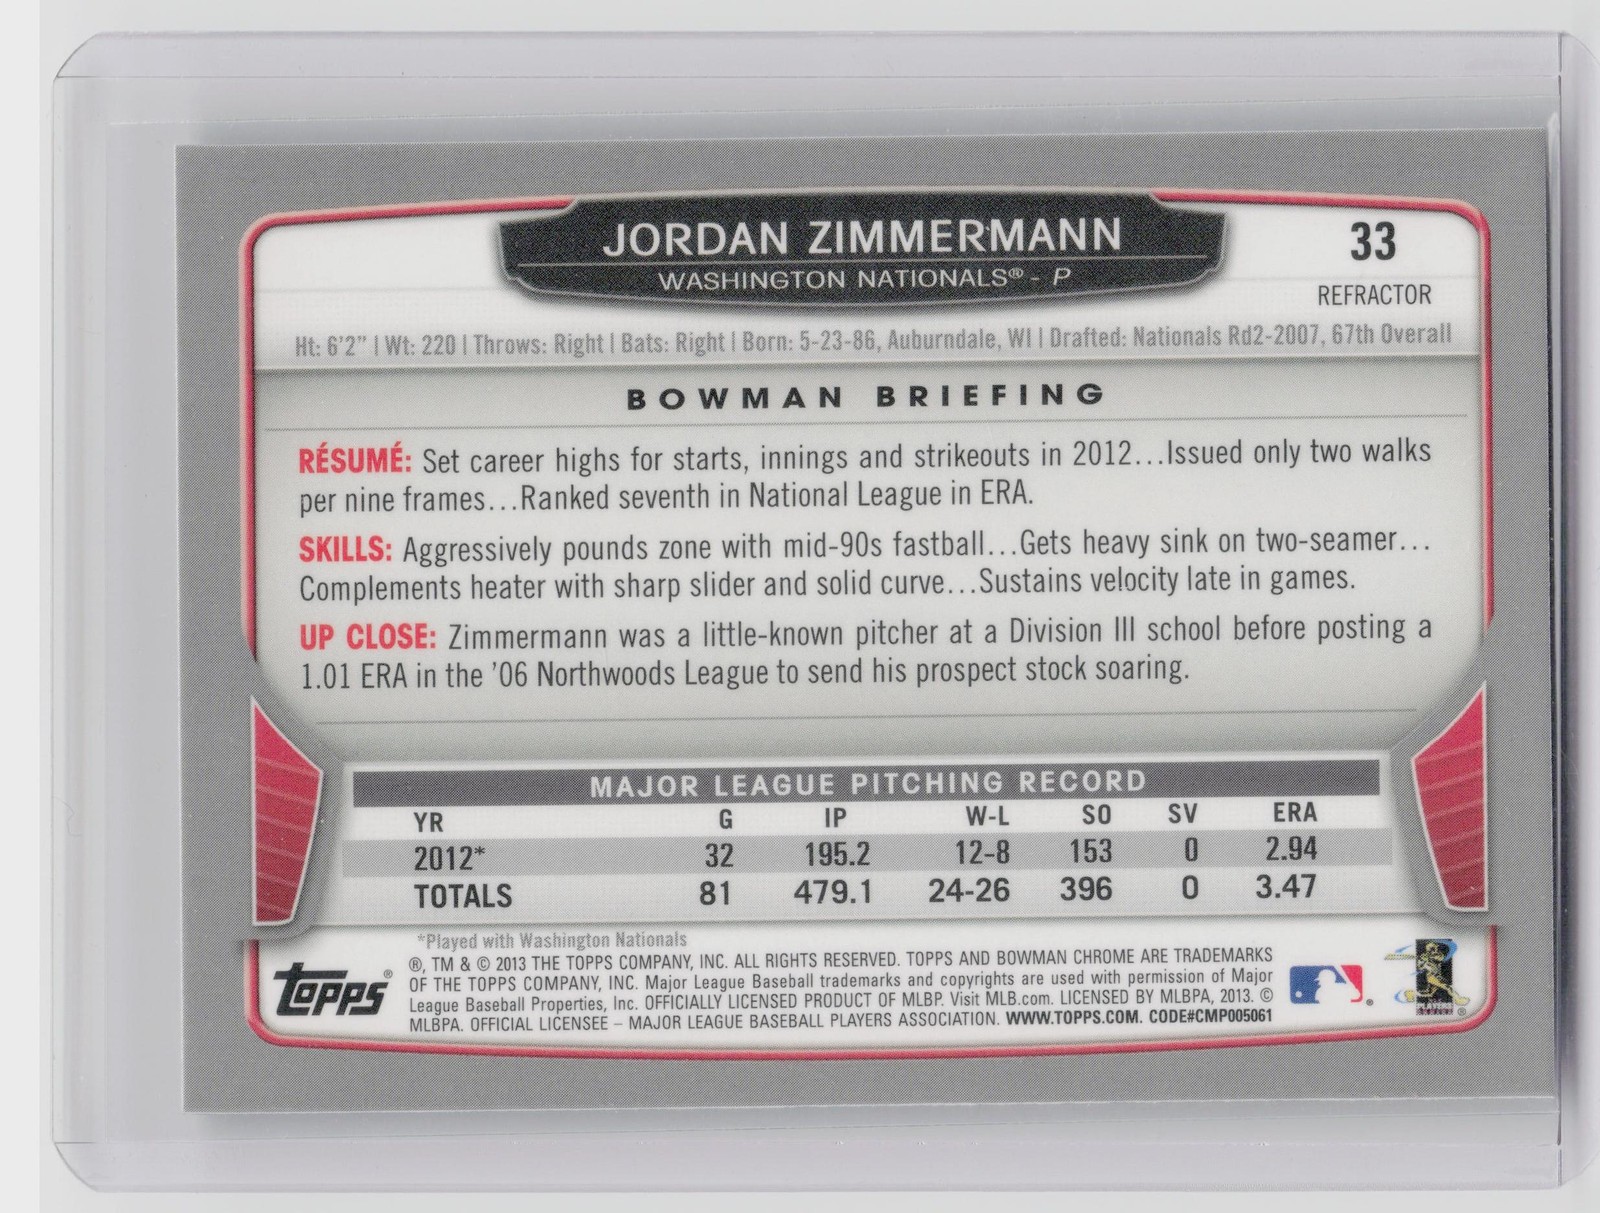 JORDAN ZIMMERMANN
33
WASHINGTON NATIONALS® - P
REFRACTOR
Ht: 6'2" | Wt: 220 | Throws: Right | Bats: Right | Born: 5-23-86, Auburndale, WI | Drafted: Nationals Rd2-2007, 67th Overall
BOWMAN BRIEFING
RÉSUMÉ: Set career highs for starts, innings and strikeouts in 2012...Issued only two walks
per nine frames...Ranked seventh in National League in ERA.
SKILLS: Aggressively pounds zone with mid-90s fastball...Gets heavy sink on two-seamer...
Complements heater with sharp slider and solid curve...Sustains velocity late in games.
UP CLOSE: Zimmermann was a little-known pitcher at a Division III school before posting a
1.01 ERA in the '06 Northwoods League to send his prospect stock soaring.
MAJOR LEAGUE PITCHING RECORD
YR G IP W-L SO SV ERA
2012* 32 195.2 12-8 153 0 2.94
TOTALS 81 479.1 24-26 396 0 3.47
*Played with Washington Nationals
Topps®
®, TM & © 2013 THE TOPPS COMPANY, INC. ALL RIGHTS RESERVED. TOPPS AND BOWMAN CHROME ARE TRADEMARKS
OF THE TOPPS COMPANY, INC. Major League Baseball trademarks and copyrights are used with permission of Major
League Baseball Properties, Inc. OFFICIALLY LICENSED PRODUCT OF MLBP. Visit MLB.com. LICENSED BY MLBPA, 2013. ©
MLBPA. OFFICIAL LICENSEE – MAJOR LEAGUE BASEBALL PLAYERS ASSOCIATION. WWW.TOPPS.COM. CODE#CMP005061
®
PLAYERS
®